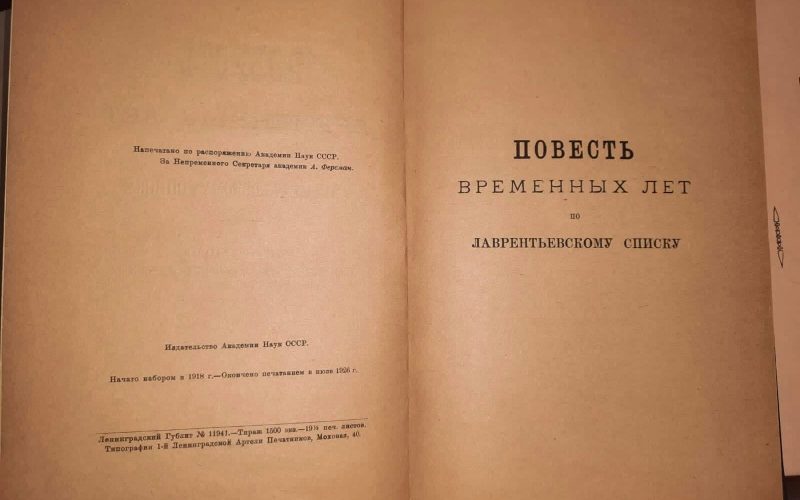 Напечатано по распоряжению Академии Наук СССР.
За Непременного Секретаря академик А. Ферсман.
Издательство Академии Наук СССР.
Начато набором в 1918 г.—Окончено печатанием в июле 1926 г.
Ленинградский Гублит № 11941.—Тираж 1500 экз.—19¼ печ. листов.
Типография 1-й Ленинградской Артели Печатников, Моховая, 40.
ПОВЕСТЬ
ВРЕМЕННЫХ ЛЕТ
ПО
ЛАВРЕНТЬЕВСКОМУ СПИСКУ